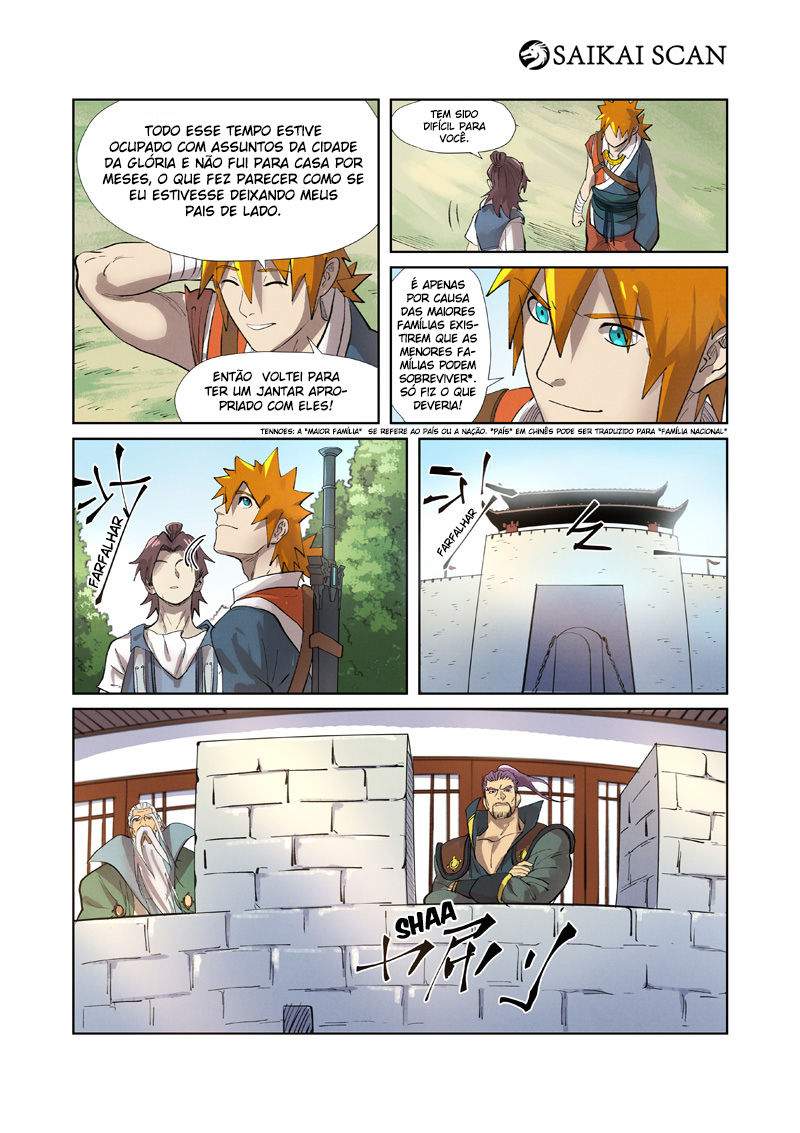 SAIKAI SCAN
TODO ESSE TEMPO ESTIVE
OCUPADO COM ASSUNTOS DA CIDADE
DA GLÓRIA E NÃO FUI PARA CASA POR
MESES, O QUE FEZ PARECER COMO SE
EU ESTIVESSE DEIXANDO MEUS
PAIS DE LADO.
ENTÃO VOLTEI PARA
TER UM JANTAR APRO-
PRIADO COM ELES!
TEM SIDO
DIFÍCIL PARA
VOCÊ.
É APENAS
POR CAUSA
DAS MAIORES
FAMÍLIAS EXIS-
TIREM QUE AS
MENORES FA-
MÍLIAS PODEM
SOBREVIVER*.
SÓ FIZ O QUE
DEVERIA!
TENNOES: A "MAIOR FAMÍLIA" SE REFERE AO PAÍS OU A NAÇÃO. "PAÍS" EM CHINÊS PODE SER TRADUZIDO PARA "FAMÍLIA NACIONAL"
FARFALHAR
FARFALHAR
SHAA